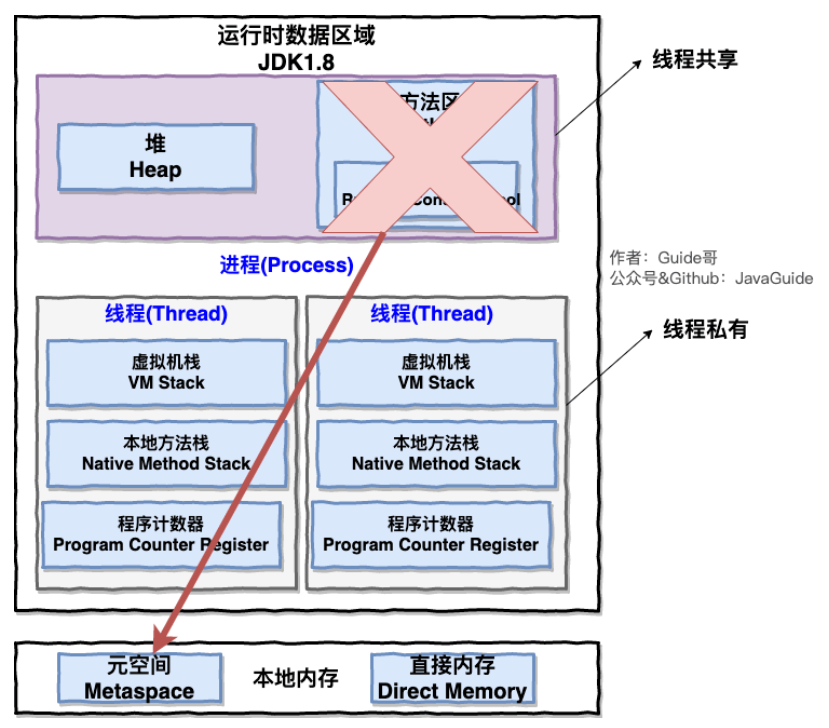 运行时数据区域
JDK1.8
线程共享
堆
Heap
方法区
进程(Process)
作者：Guide哥
公众号&Github：JavaGuide
线程(Thread)
虚拟机栈
VM Stack
本地方法栈
Native Method Stack
程序计数器
Program Counter Register
线程(Thread)
虚拟机栈
VM Stack
本地方法栈
Native Method Stack
程序计数器
Program Counter Register
线程私有
元空间
Metaspace
本地内存
直接内存
Direct Memory